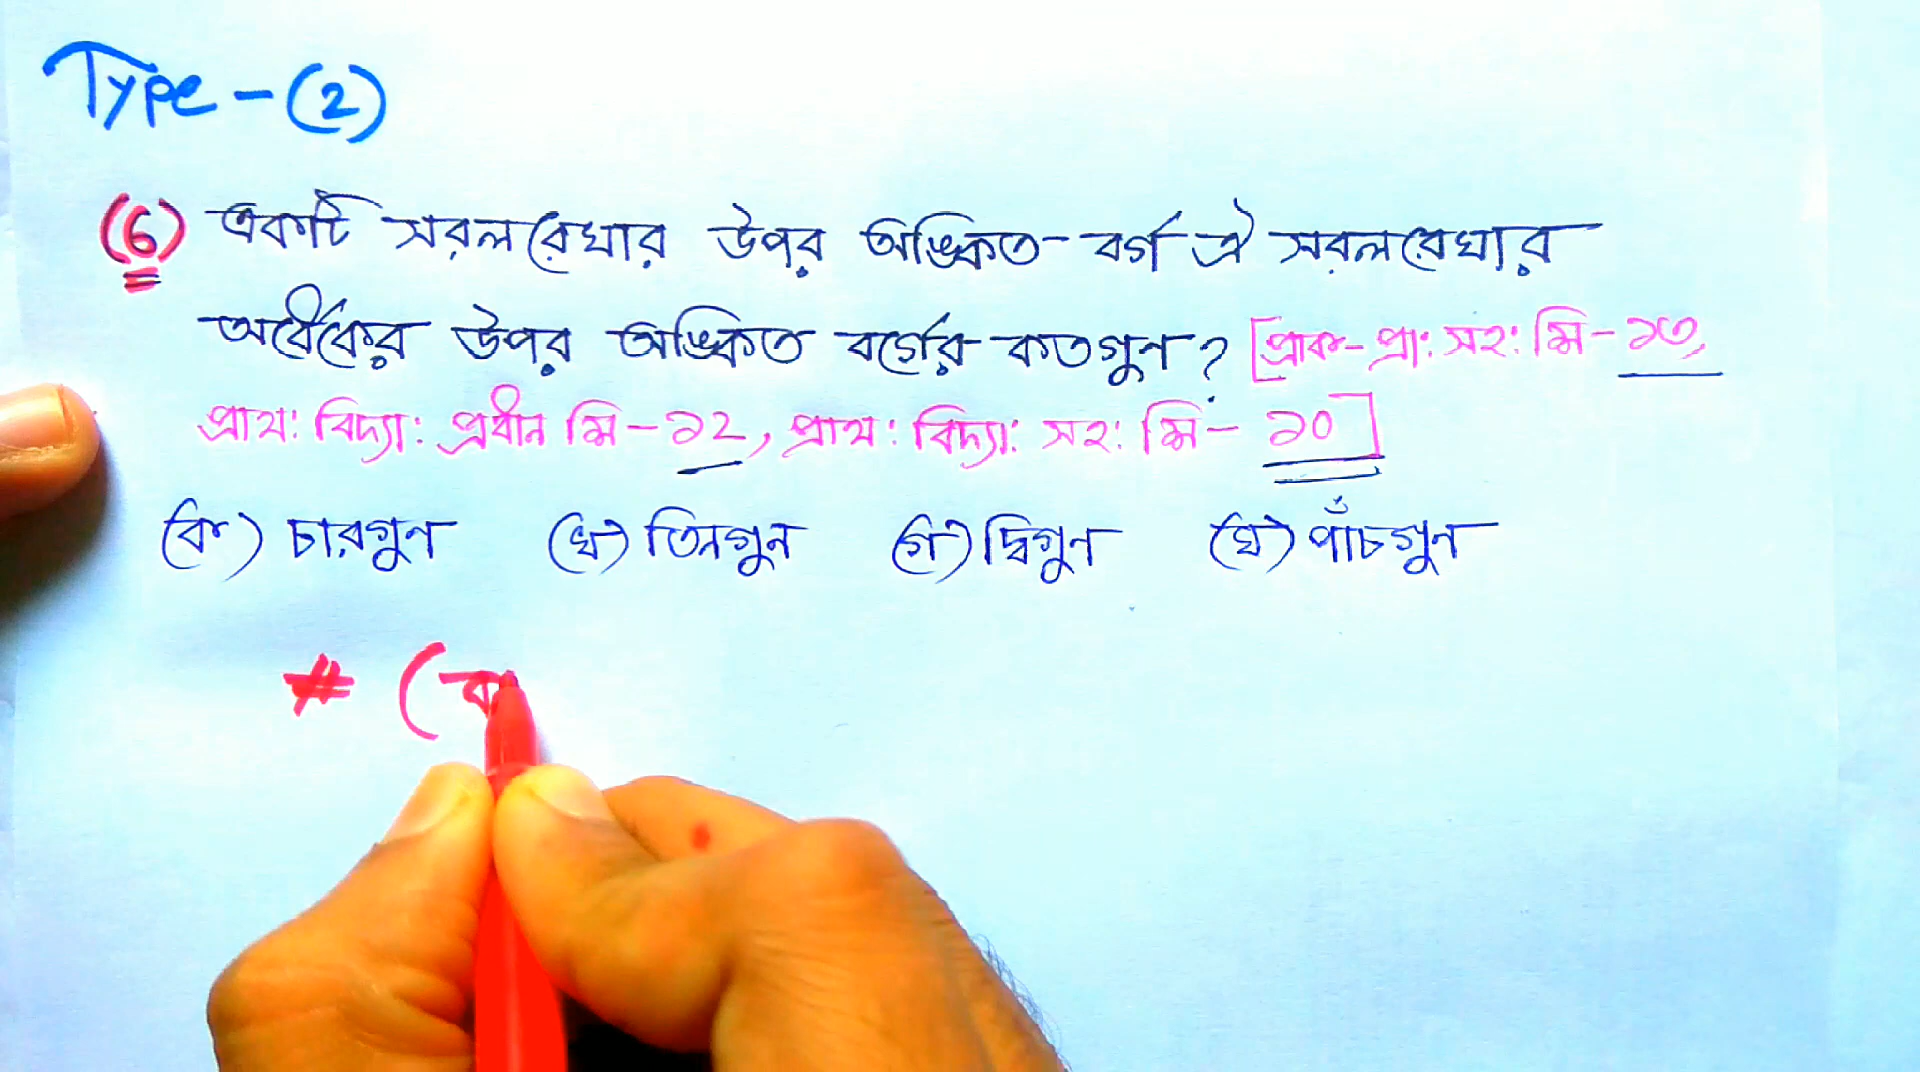 Type - (2)
(6) একটি সরলরেখার উপর অঙ্কিত বর্গ ঐ সরলরেখার
অর্ধেকের উপর অঙ্কিত বর্গের কতগুন? [প্রাক-প্রা: সহ: শি-১৩,
প্রাথ: বিদ্যা: প্রধান শি-১২, প্রাথ: বিদ্যা: সহ: শি- ১০]
(ক) চারগুন (খ) তিনগুন (গ) দ্বিগুন (ঘ) পাঁচগুন
# (ব